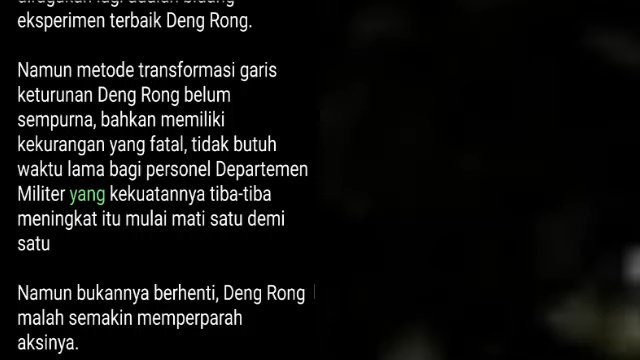 eksperimen terbaik Deng Rong.
Namun metode transformasi garis
keturunan Deng Rong belum
sempurna, bahkan memiliki
kekurangan yang fatal, tidak butuh
waktu lama bagi personel Departemen
Militer yang kekuatannya tiba-tiba
meningkat itu mulai mati satu demi
satu
Namun bukannya berhenti, Deng Rong
malah semakin memperparah
aksinya.